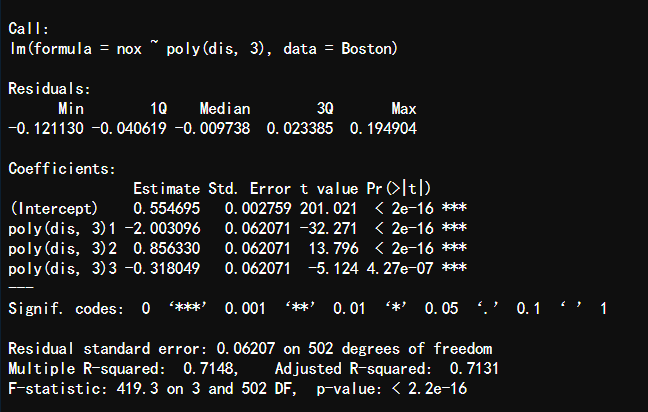 Call:
lm(formula = nox ~ poly(dis, 3), data = Boston)
Residuals:
      Min        1Q    Median        3Q       Max
-0.121130 -0.040619 -0.009738  0.023385  0.194904
Coefficients:
               Estimate Std. Error t value Pr(>|t|)
(Intercept)    0.554695   0.002759 201.021  < 2e-16 ***
poly(dis, 3)1 -2.003096   0.062071 -32.271  < 2e-16 ***
poly(dis, 3)2  0.856330   0.062071  13.796  < 2e-16 ***
poly(dis, 3)3 -0.318049   0.062071  -5.124 4.27e-07 ***
---
Signif. codes:  0 ‘***’ 0.001 ‘**’ 0.01 ‘*’ 0.05 ‘.’ 0.1 ‘ ’ 1
Residual standard error: 0.06207 on 502 degrees of freedom
Multiple R-squared:  0.7148,    Adjusted R-squared:  0.7131
F-statistic: 419.3 on 3 and 502 DF,  p-value: < 2.2e-16